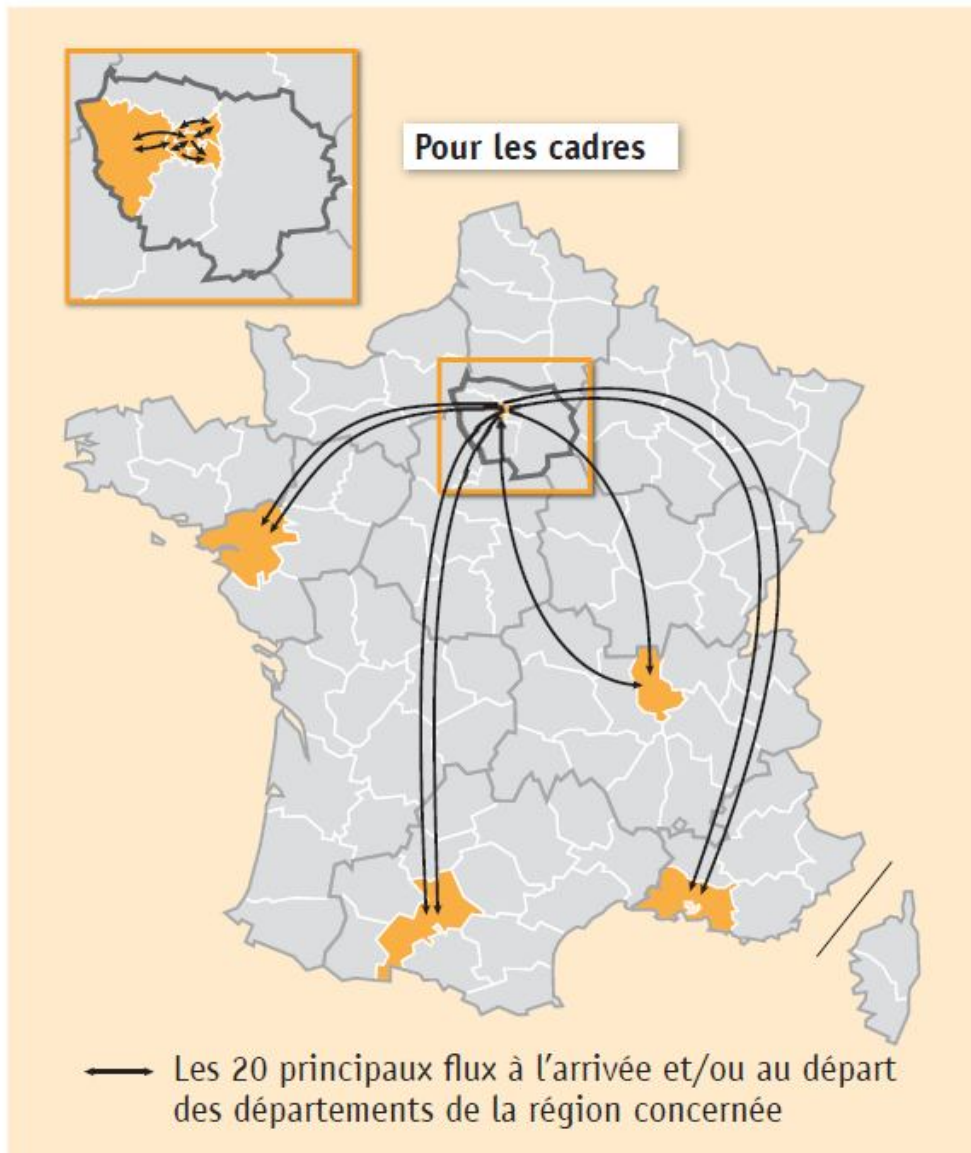 Pour les cadres
Les 20 principaux flux à l'arrivée et/ou au départ
des départements de la région concernée